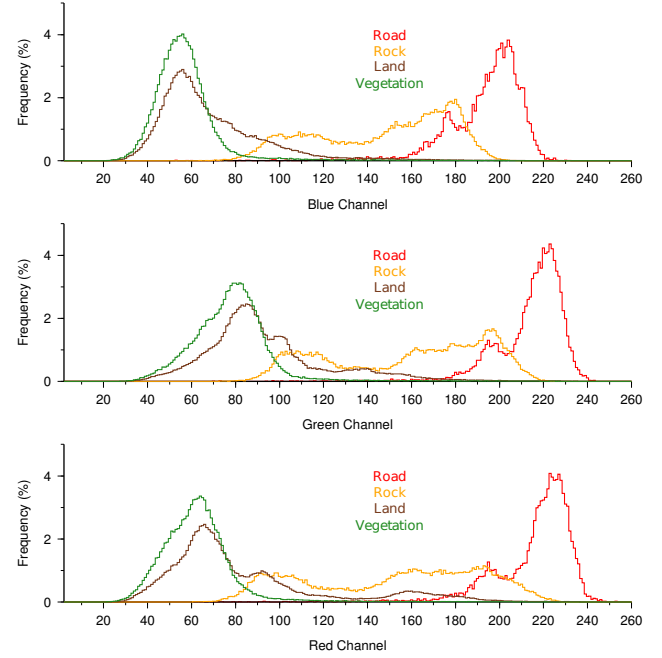 4
2
0
Frequency (%)
Road
Rock
Land
Vegetation
20 40 60 80 100 120 140 160 180 200 220 240 260
Blue Channel
4
2
0
Frequency (%)
Road
Rock
Land
Vegetation
20 40 60 80 100 120 140 160 180 200 220 240 260
Green Channel
4
2
0
Frequency (%)
Road
Rock
Land
Vegetation
20 40 60 80 100 120 140 160 180 200 220 240 260
Red Channel